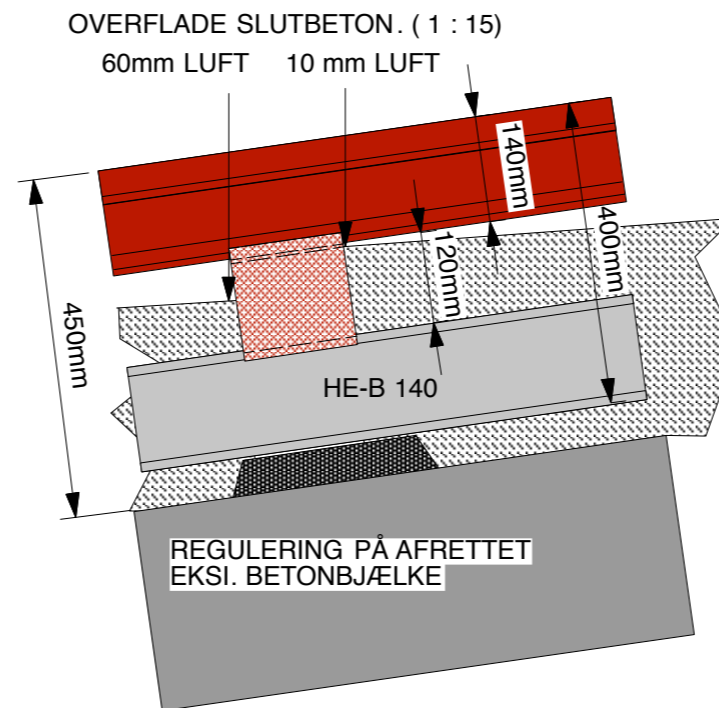 OVERFLADE SLUTBETON. ( 1 : 15)
60mm LUFT 10 mm LUFT
140mm
400mm
120mm
450mm
HE-B 140
REGULERING PÅ AFRETTET
EKSI. BETONBJÆLKE